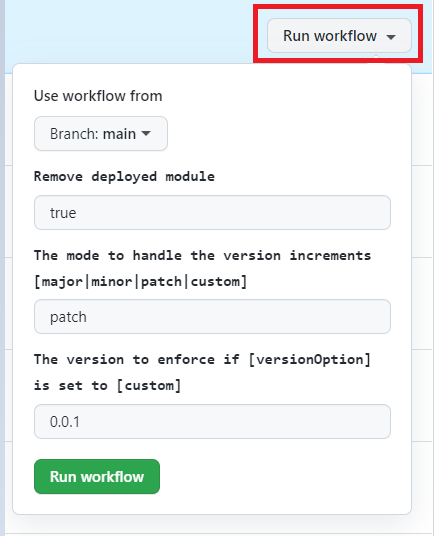 Run workflow
Use workflow from
Branch: main
Remove deployed module
true
The mode to handle the version increments
[major|minor|patch|custom]
patch
The version to enforce if [versionOption]
is set to [custom]
0.0.1
Run workflow